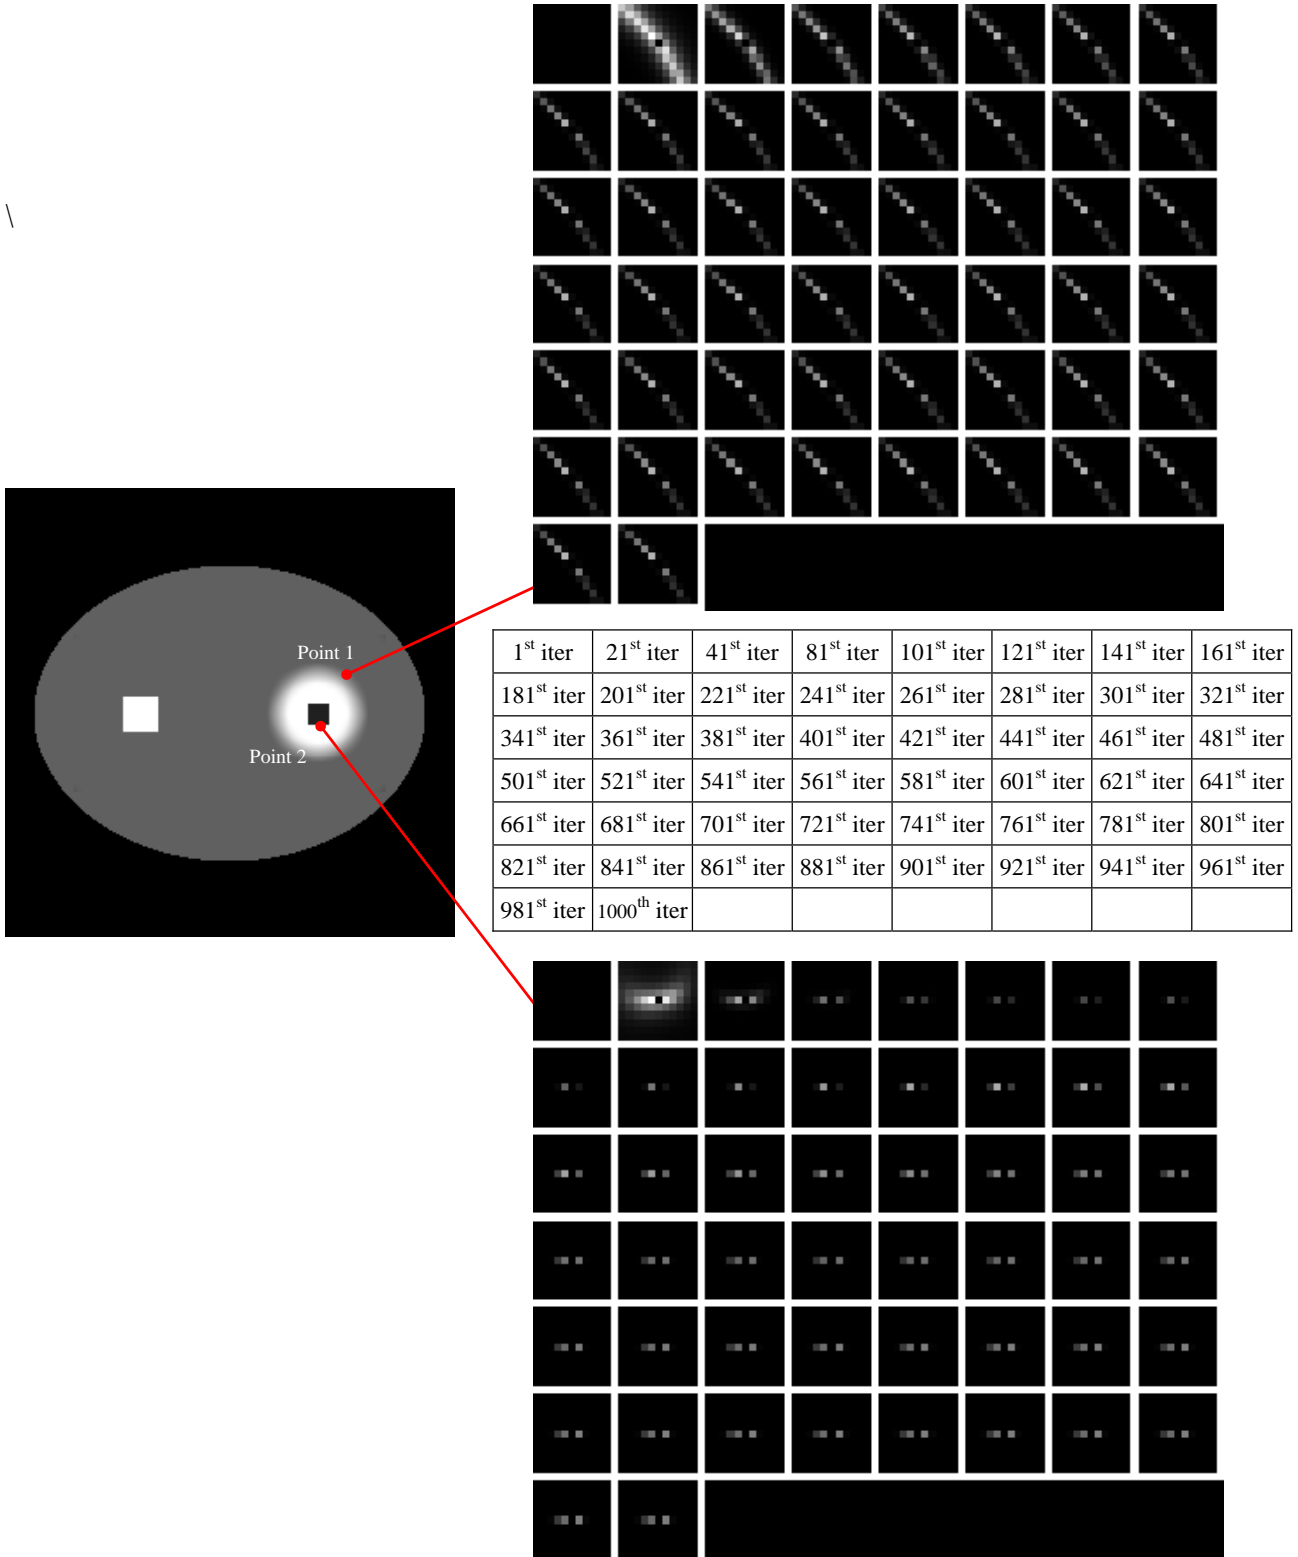 \
Point 1
Point 2
1st iter 21st iter 41st iter 81st iter 101st iter 121st iter 141st iter 161st iter
181st iter 201st iter 221st iter 241st iter 261st iter 281st iter 301st iter 321st iter
341st iter 361st iter 381st iter 401st iter 421st iter 441st iter 461st iter 481st iter
501st iter 521st iter 541st iter 561st iter 581st iter 601st iter 621st iter 641st iter
661st iter 681st iter 701st iter 721st iter 741st iter 761st iter 781st iter 801st iter
821st iter 841st iter 861st iter 881st iter 901st iter 921st iter 941st iter 961st iter
981st iter 1000th iter